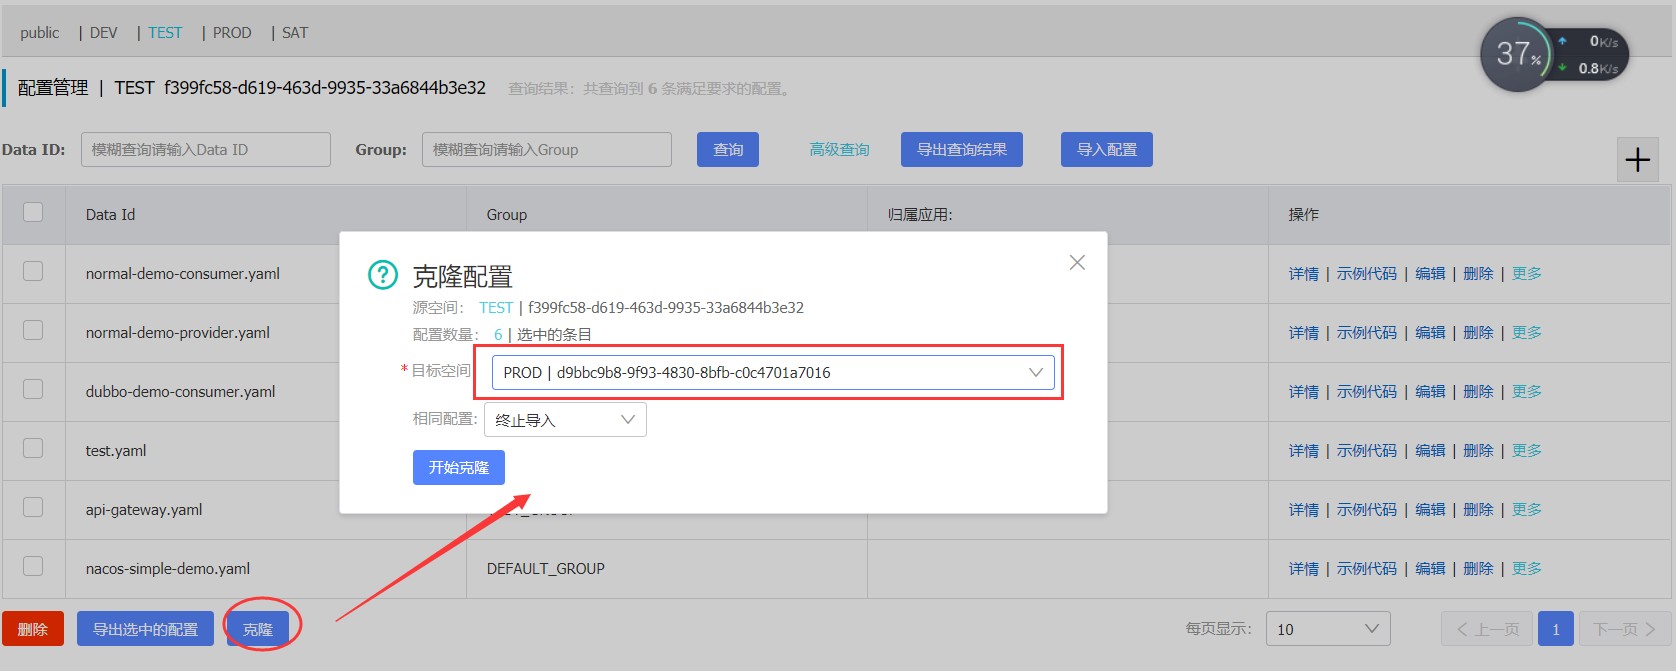 public | DEV | TEST | PROD | SAT
37% 0K/s
0.8K/s
配置管理 | TEST f399fc58-d619-463d-9935-33a6844b3e32 查询结果：共查询到 6 条满足要求的配置。
Data ID: 模糊查询请输入Data ID Group: 模糊查询请输入Group 查询 高级查询 导出查询结果 导入配置
Data Id Group 归属应用: 操作
normal-demo-consumer.yaml 详情 | 示例代码 | 编辑 | 删除 | 更多
normal-demo-provider.yaml 详情 | 示例代码 | 编辑 | 删除 | 更多
dubbo-demo-consumer.yaml 详情 | 示例代码 | 编辑 | 删除 | 更多
test.yaml 详情 | 示例代码 | 编辑 | 删除 | 更多
api-gateway.yaml 详情 | 示例代码 | 编辑 | 删除 | 更多
nacos-simple-demo.yaml DEFAULT_GROUP 详情 | 示例代码 | 编辑 | 删除 | 更多
克隆配置
源空间： TEST | f399fc58-d619-463d-9935-33a6844b3e32
配置数量： 6 | 选中的条目
*目标空间 PROD | d9bbc9b8-9f93-4830-8bfb-c0c4701a7016
相同配置: 终止导入
开始克隆
删除 导出选中的配置 克隆 每页显示: 10 上一页 1 下一页